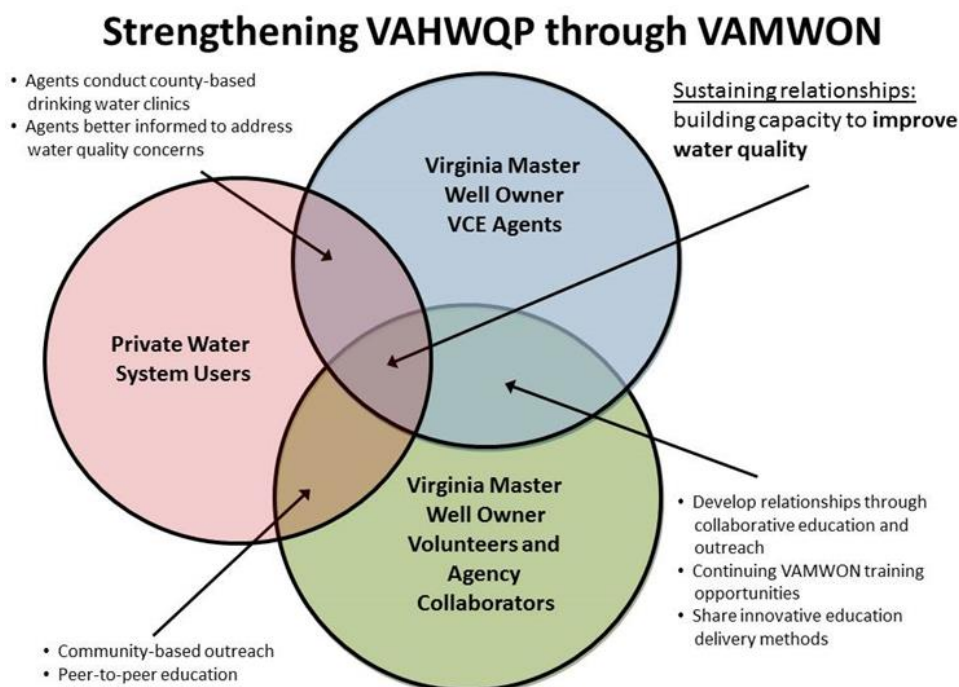 Strengthening VAHWQP through VAMWON
• Agents conduct county-based
drinking water clinics
• Agents better informed to address
water quality concerns
Sustaining relationships:
building capacity to improve
water quality
Virginia Master
Well Owner
VCE Agents
Private Water
System Users
Virginia Master
Well Owner
Volunteers and
Agency
Collaborators
• Develop relationships through
collaborative education and
outreach
• Continuing VAMWON training
opportunities
• Share innovative education
delivery methods
• Community-based outreach
• Peer-to-peer education